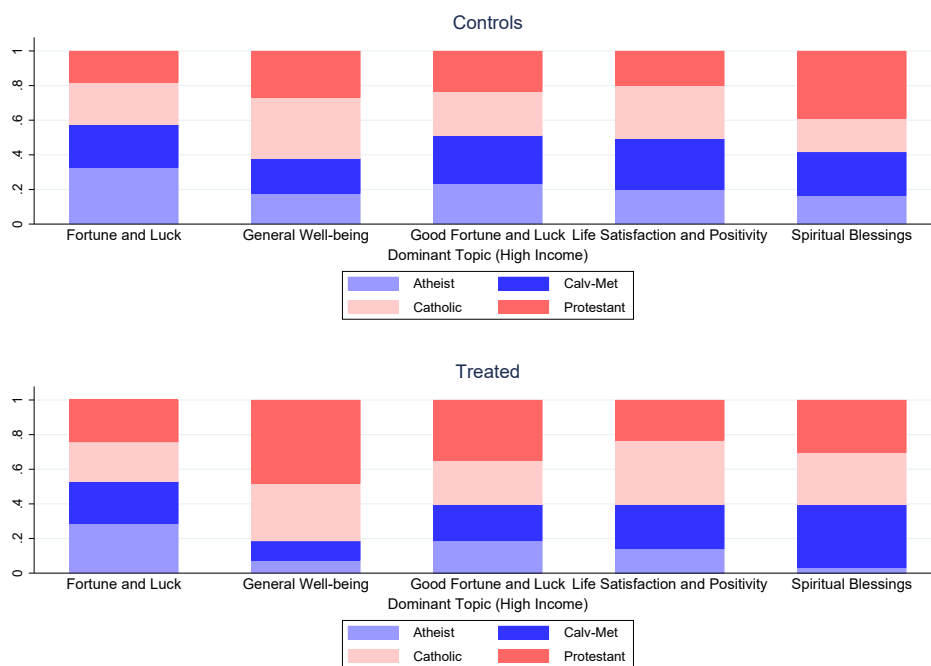 Controls
1
.8
.6
.4
.2
0
Fortune and Luck General Well-being Good Fortune and Luck Life Satisfaction and Positivity Spiritual Blessings
Dominant Topic (High Income)
Atheist Calv-Met
Catholic Protestant
Treated
1
.8
.6
.4
.2
0
Fortune and Luck General Well-being Good Fortune and Luck Life Satisfaction and Positivity Spiritual Blessings
Dominant Topic (High Income)
Atheist Calv-Met
Catholic Protestant